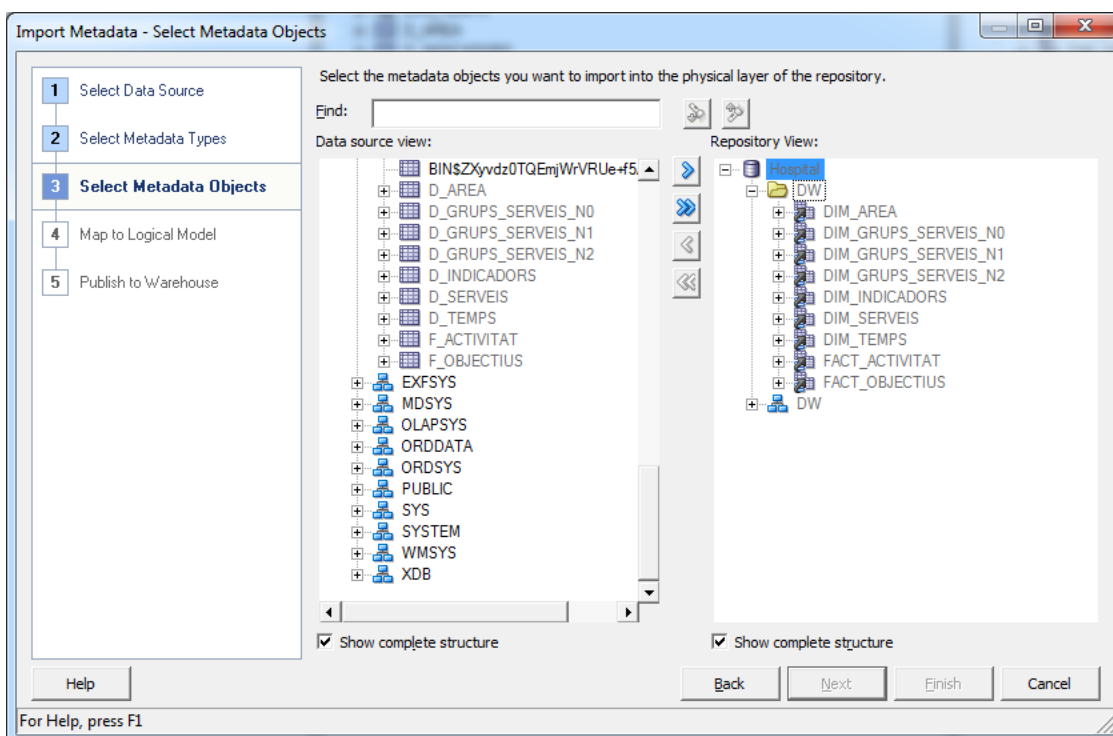 Import Metadata - Select Metadata Objects
1 Select Data Source
2 Select Metadata Types
3 Select Metadata Objects
4 Map to Logical Model
5 Publish to Warehouse
Select the metadata objects you want to import into the physical layer of the repository.
Find:
Data source view:
BIN$ZXyvdz0TQEmjWrVRUe+f5
D_AREA
D_GRUPS_SERVEIS_N0
D_GRUPS_SERVEIS_N1
D_GRUPS_SERVEIS_N2
D_INDICADORS
D_SERVEIS
D_TEMPS
F_ACTIVITAT
F_OBJECTIUS
EXFSYS
MDSYS
OLAPSYS
ORDDATA
ORDSYS
PUBLIC
SYS
SYSTEM
WMSYS
XDB
Show complete structure
Repository View:
Hospital
DW
DIM_AREA
DIM_GRUPS_SERVEIS_N0
DIM_GRUPS_SERVEIS_N1
DIM_GRUPS_SERVEIS_N2
DIM_INDICADORS
DIM_SERVEIS
DIM_TEMPS
FACT_ACTIVITAT
FACT_OBJECTIUS
DW
Show complete structure
Help
Back
Next
Finish
Cancel
For Help, press F1